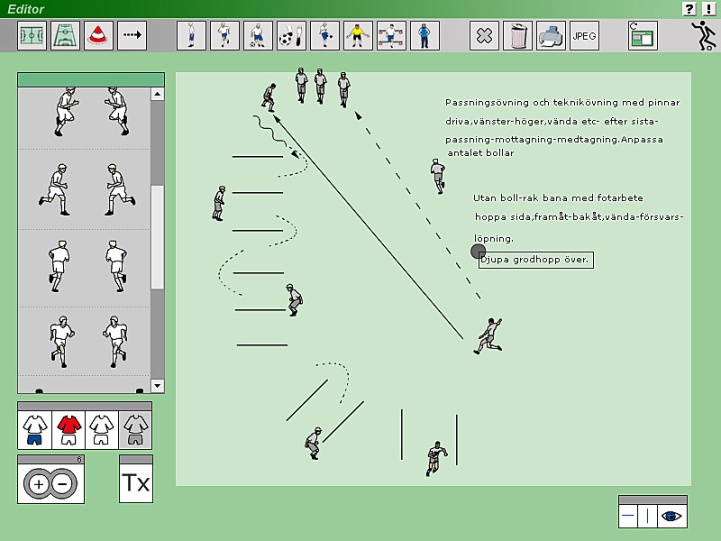 Editor
? !
JPEG
Passningsövning och teknikövning med pinnar
driva,vänster-höger,vända etc- efter sista-
passning-mottagning-medtagning.Anpassa
antalet bollar
Utan boll-rak bana med fotarbete
hoppa sida,framåt-bakåt,vända-försvars-
löpning.
Djupa grodhopp över.
6
Tx